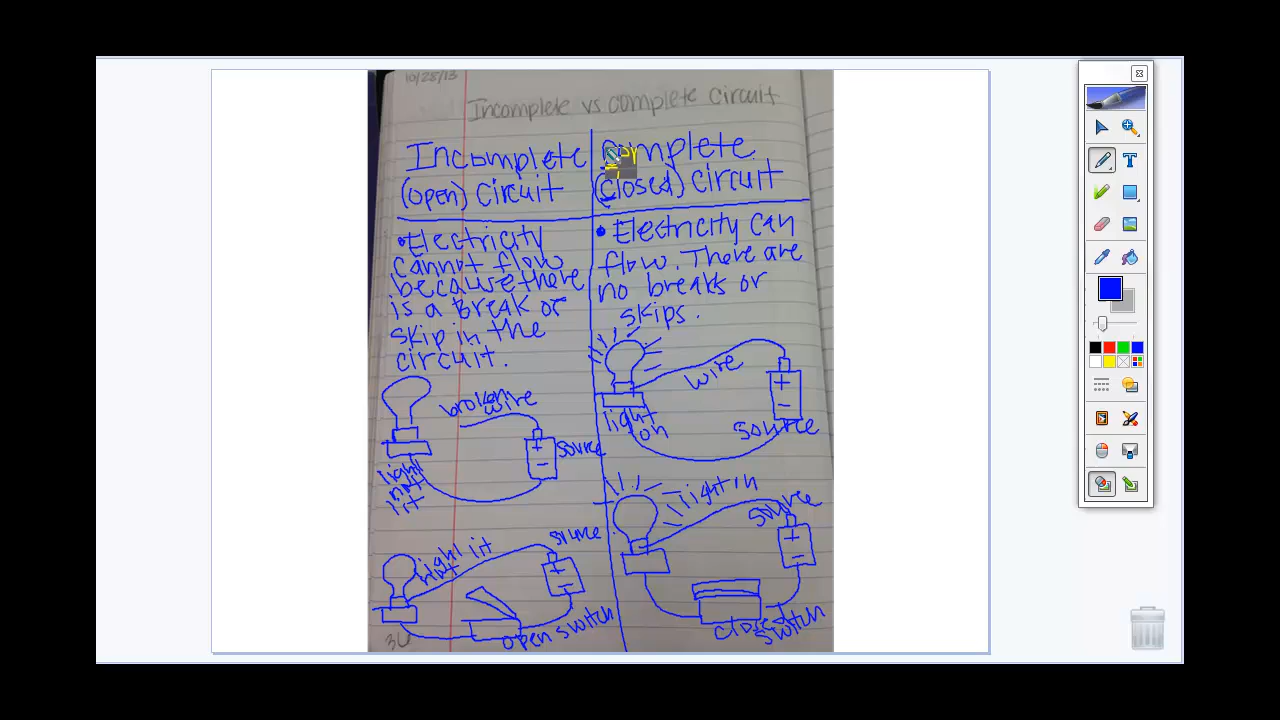 10/28/13
Incomplete vs complete circuit
Incomplete
(open) Circuit
• Electricity
cannot flow
because there
is a Break or
skip in the
circuit.
broken
wire
source
light
not
lit
light lit
not
source
open switch
36
Complete
(closed) Circuit
• Electricity can
flow. There are
no breaks or
skips.
wire
light
on
source
light on
source
closed
switch
T